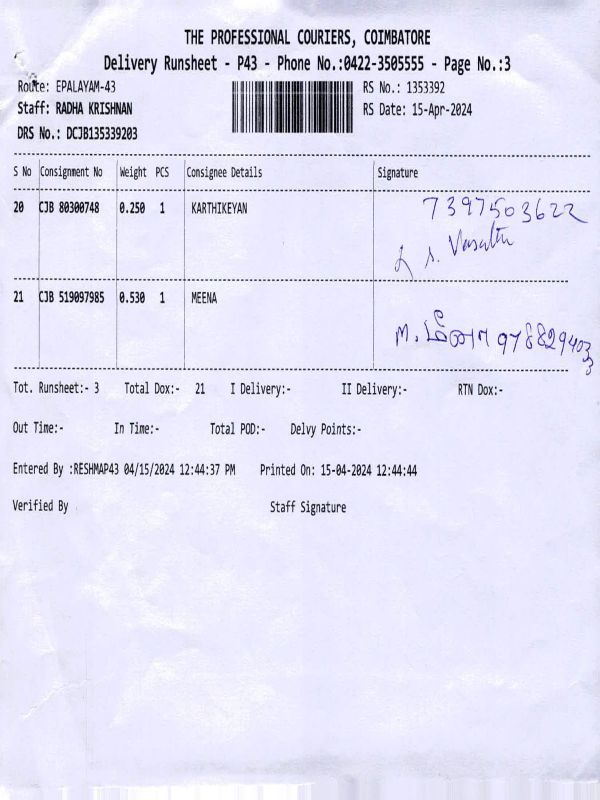 THE PROFESSIONAL COURIERS, COIMBATORE
Delivery Runsheet - P43 - Phone No.:0422-3505555 - Page No.:3
Route: EPALAYAM-43 RS No.: 1353392
Staff: RADHA KRISHNAN RS Date: 15-Apr-2024
DRS No.: DCJB135339203
S No Consignment No Weight PCS Consignee Details Signature
20 CJB 80300748 0.250 1 KARTHIKEYAN 7397503622
S. Vasathi
21 CJB 519097985 0.530 1 MEENA
M. மீனா 9788294033
Tot. Runsheet:- 3 Total Dox:- 21 I Delivery:- II Delivery:- RTN Dox:-
Out Time:- In Time:- Total POD:- Delvy Points:-
Entered By :RESHMAP43 04/15/2024 12:44:37 PM Printed On: 15-04-2024 12:44:44
Verified By Staff Signature